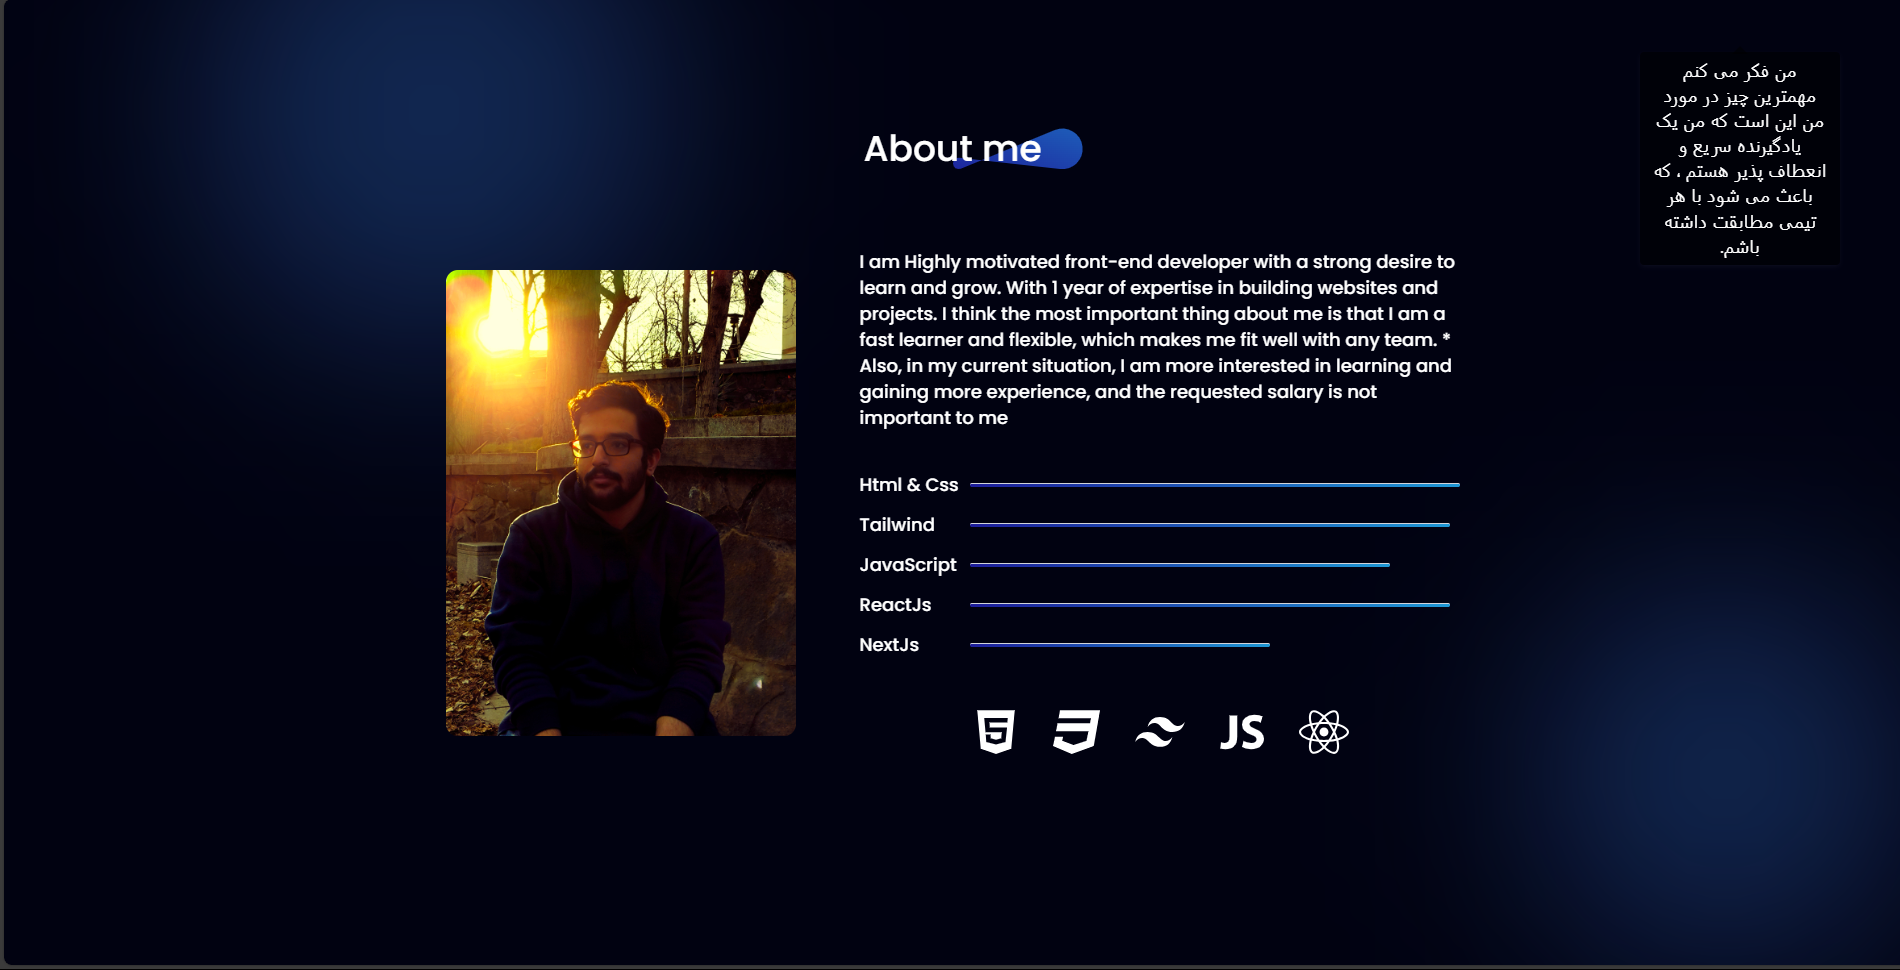 About me
I am Highly motivated front-end developer with a strong desire to
learn and grow. With 1 year of expertise in building websites and
projects. I think the most important thing about me is that I am a
fast learner and flexible, which makes me fit well with any team. *
Also, in my current situation, I am more interested in learning and
gaining more experience, and the requested salary is not
important to me
Html & Css
Tailwind
JavaScript
ReactJs
NextJs
5
JS
من فکر می کنم
مهمترین چیز در مورد
من این است که من یک
یادگیرنده سریع و
انعطاف پذیر هستم ، که
باعث می شود با هر
تیمی مطابقت داشته
باشم.